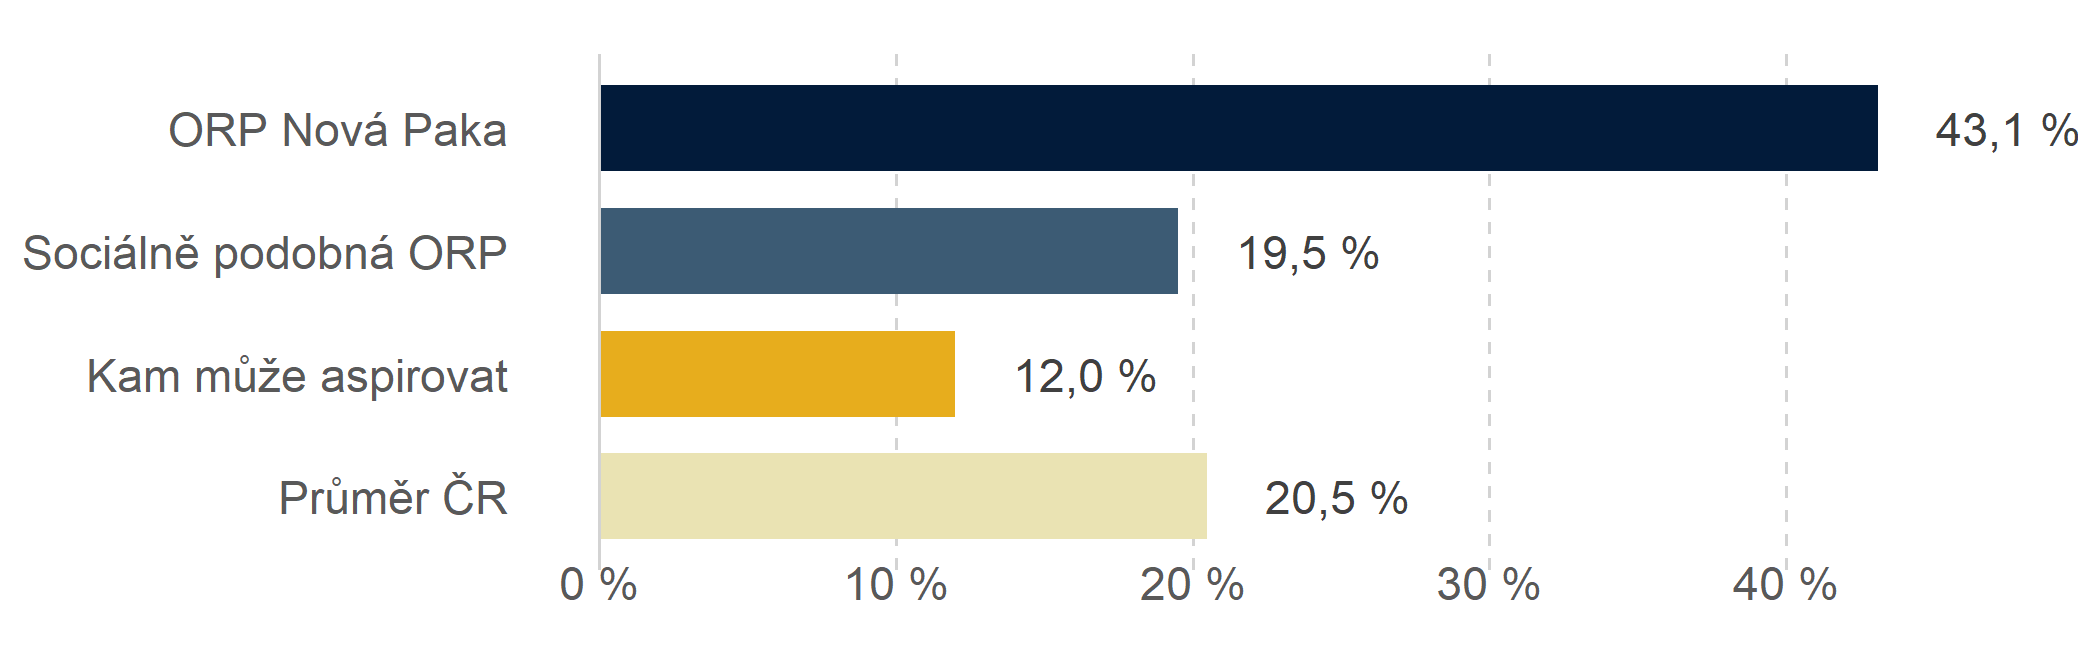 ORP Nová Paka
43,1 %
Sociálně podobná ORP
19,5 %
Kam může aspirovat
12,0 %
Průměr ČR
20,5 %
0 % 10 % 20 % 30 % 40 %